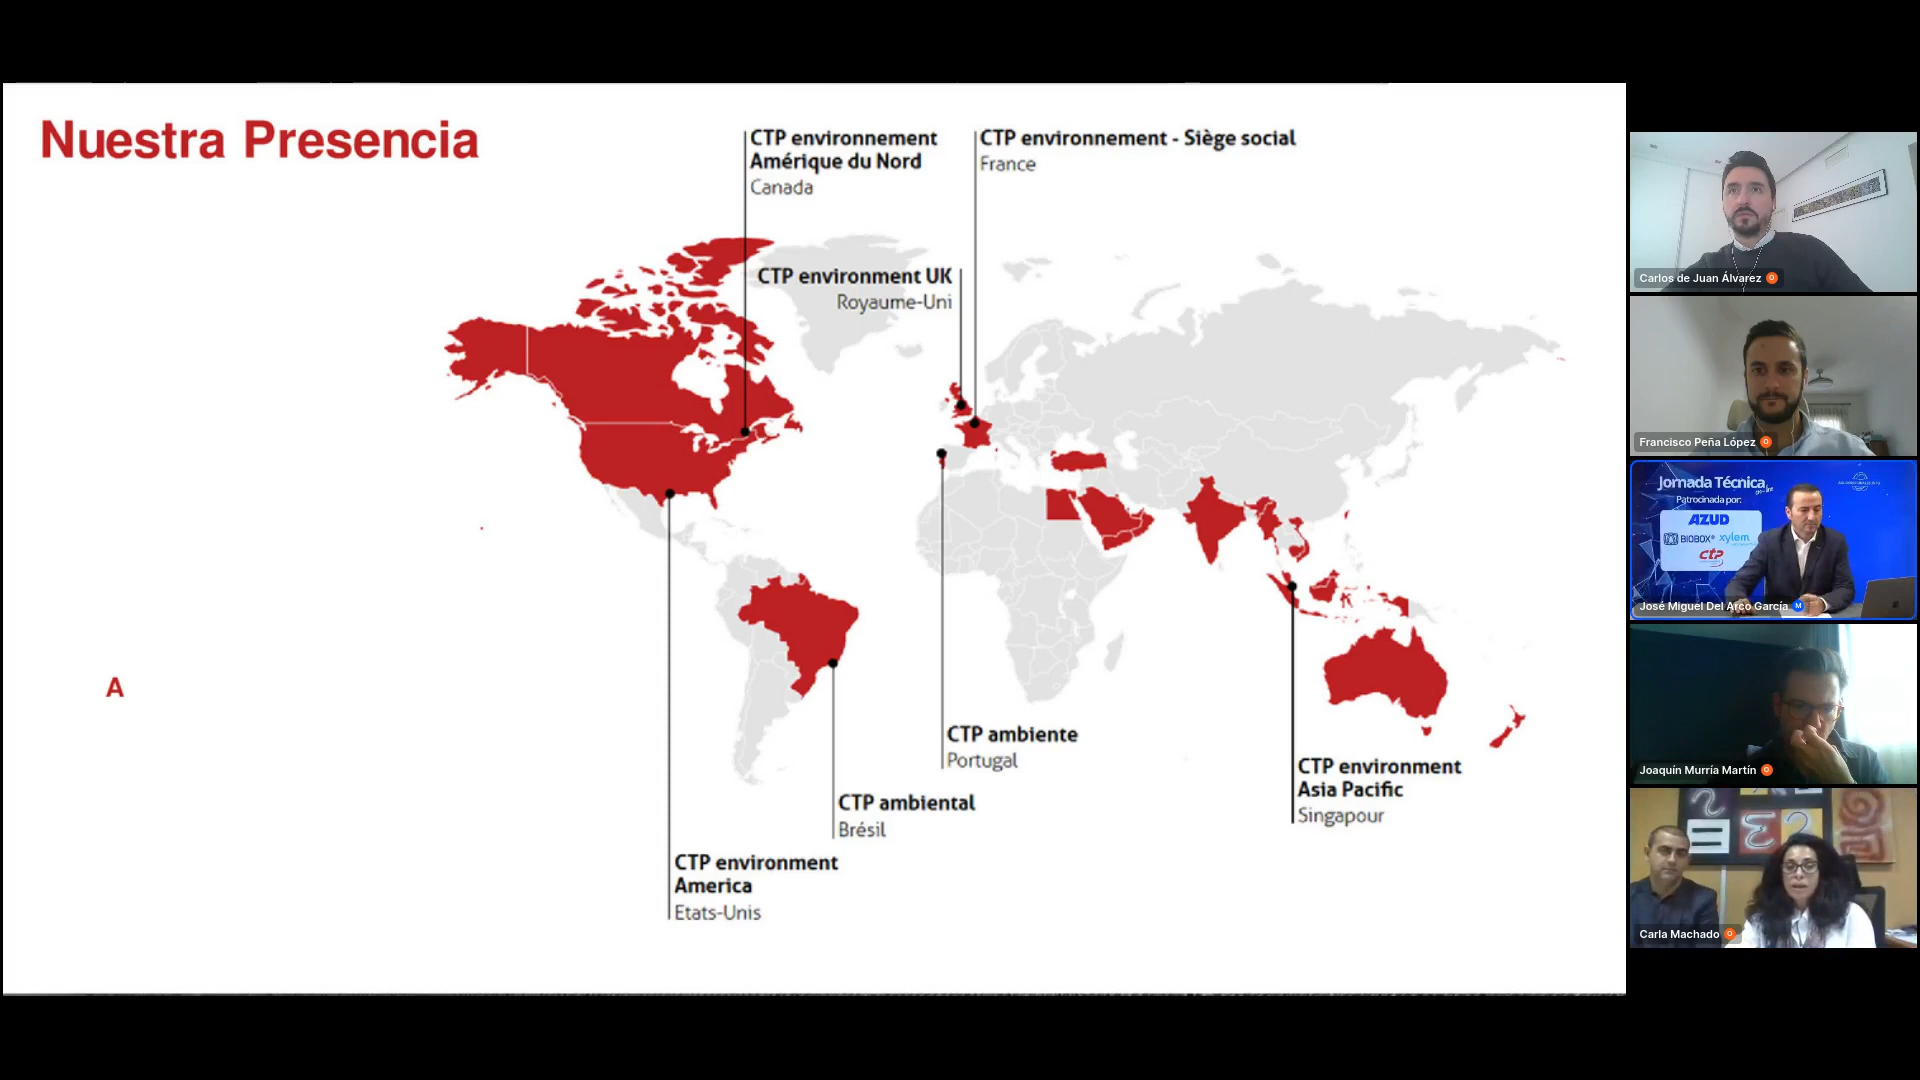 Nuestra Presencia
CTP environnement
Amérique du Nord
Canada
CTP environnement - Siège social
France
CTP environment UK
Royaume-Uni
A
CTP ambiente
Portugal
CTP environment
Asia Pacific
Singapour
CTP ambiental
Brésil
CTP environment
America
Etats-Unis
Carlos de Juan Álvarez O
Francisco Peña López O
Jornada Técnica
on-line
Patrocinada por:
AZUD
BIOBOX® xylem
ctp
José Miguel Del Arco García M
Joaquín Murría Martín O
Carla Machado O